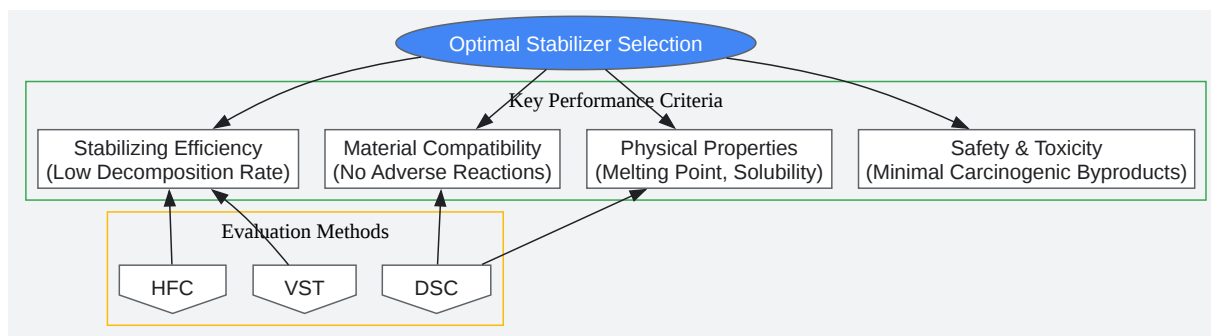 Optimal Stabilizer Selection
Key Performance Criteria
Stabilizing Efficiency
(Low Decomposition Rate)
Material Compatibility
(No Adverse Reactions)
Physical Properties
(Melting Point, Solubility)
Safety & Toxicity
(Minimal Carcinogenic Byproducts)
Evaluation Methods
HFC
VST
DSC